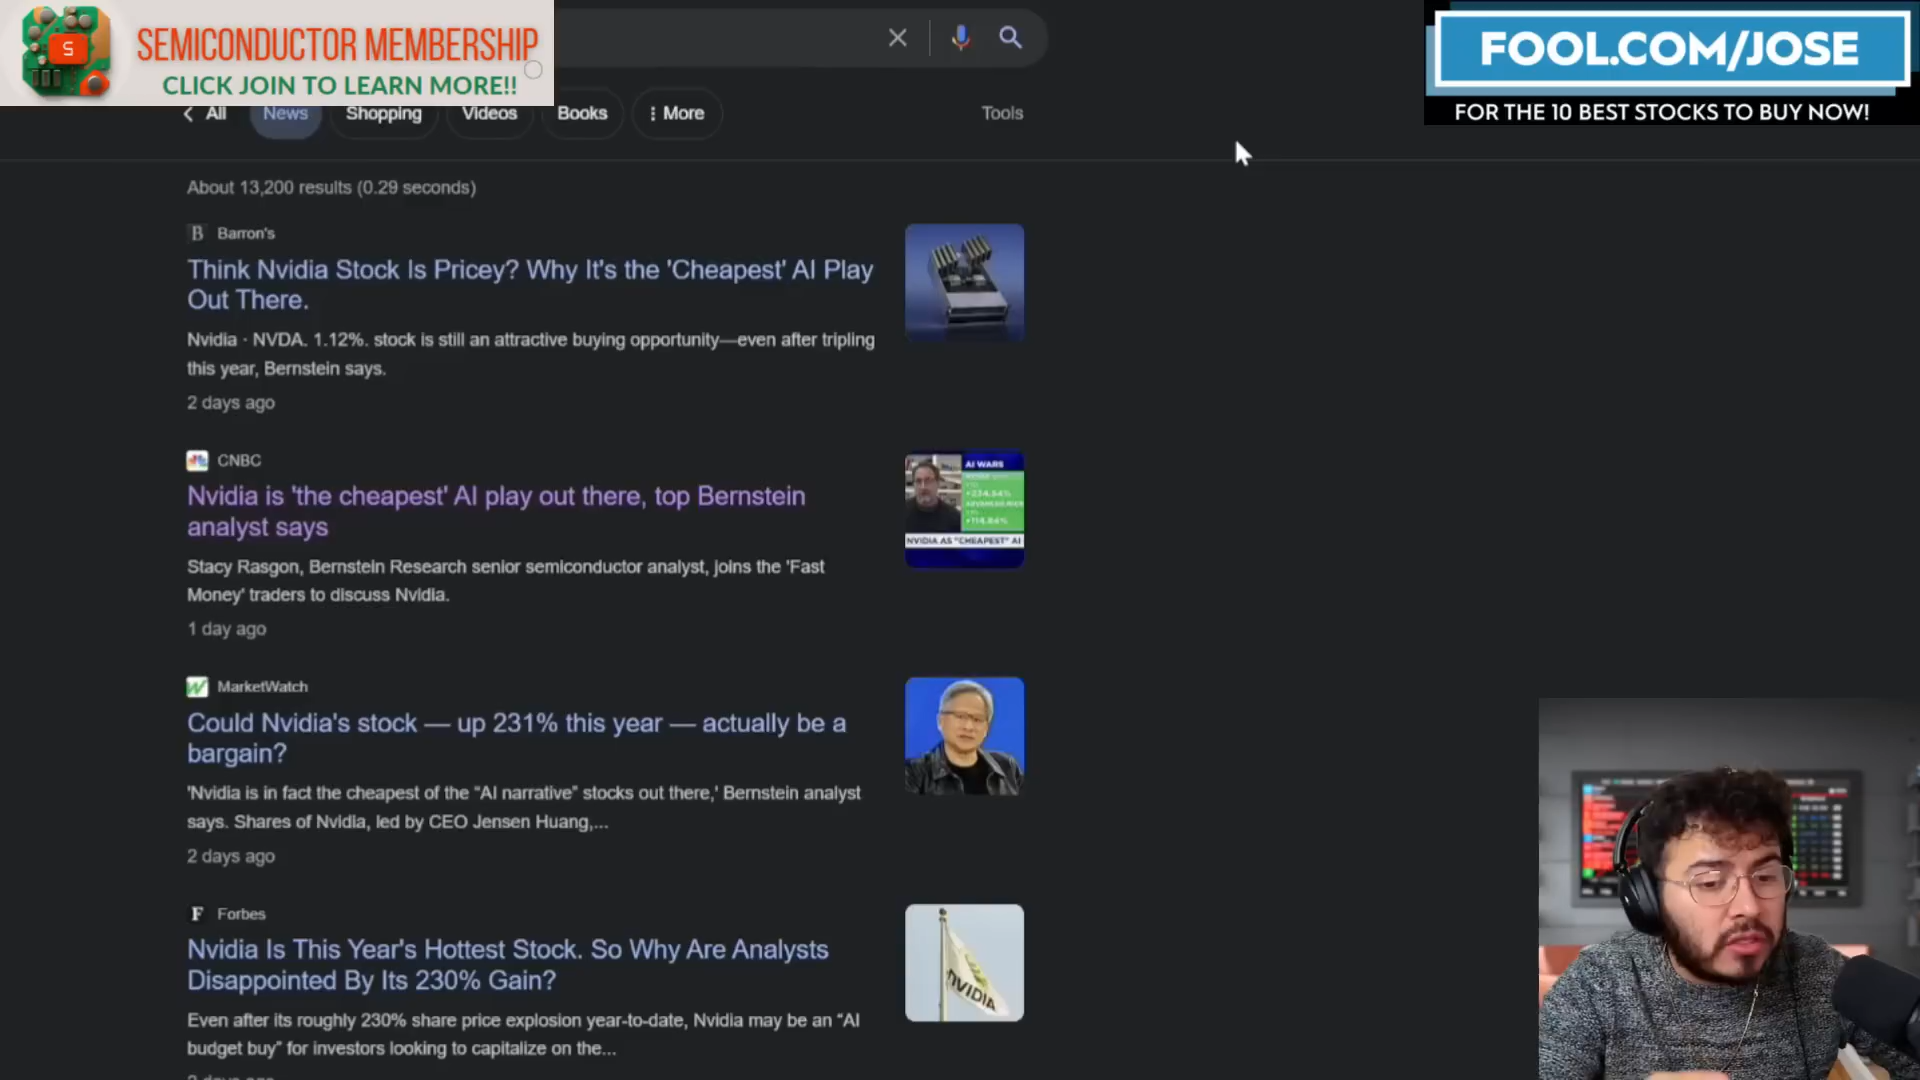 SEMICONDUCTOR MEMBERSHIP
CLICK JOIN TO LEARN MORE!!
S
FOOL.COM/JOSE
FOR THE 10 BEST STOCKS TO BUY NOW!
All News Shopping Videos Books More Tools
About 13,200 results (0.29 seconds)
B Barron's
Think Nvidia Stock Is Pricey? Why It's the 'Cheapest' AI Play
Out There.
Nvidia · NVDA. 1.12%. stock is still an attractive buying opportunity—even after tripling
this year, Bernstein says.
2 days ago
CNBC
Nvidia is 'the cheapest' AI play out there, top Bernstein
analyst says
Stacy Rasgon, Bernstein Research senior semiconductor analyst, joins the 'Fast
Money' traders to discuss Nvidia.
1 day ago
AI WARS
+234.54%
+114.84%
NVIDIA AS "CHEAPEST" AI
MarketWatch
Could Nvidia's stock — up 231% this year — actually be a
bargain?
'Nvidia is in fact the cheapest of the “AI narrative” stocks out there,' Bernstein analyst
says. Shares of Nvidia, led by CEO Jensen Huang,...
2 days ago
F Forbes
Nvidia Is This Year's Hottest Stock. So Why Are Analysts
Disappointed By Its 230% Gain?
Even after its roughly 230% share price explosion year-to-date, Nvidia may be an “AI
budget buy” for investors looking to capitalize on the...
NVIDIA